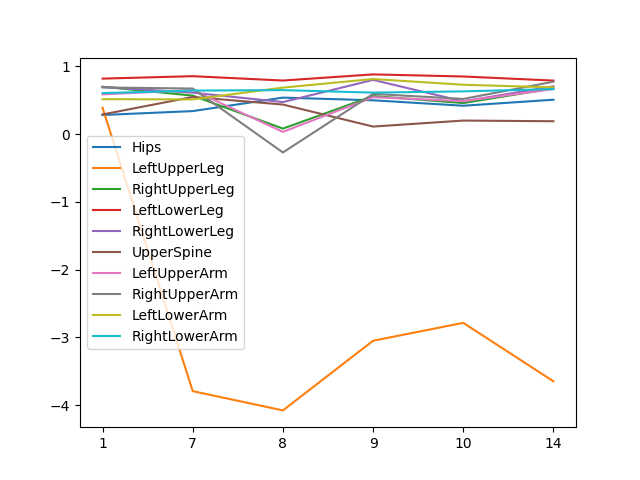 1
0
−1
−2
−3
−4
Hips
LeftUpperLeg
RightUpperLeg
LeftLowerLeg
RightLowerLeg
UpperSpine
LeftUpperArm
RightUpperArm
LeftLowerArm
RightLowerArm
1 7 8 9 10 14